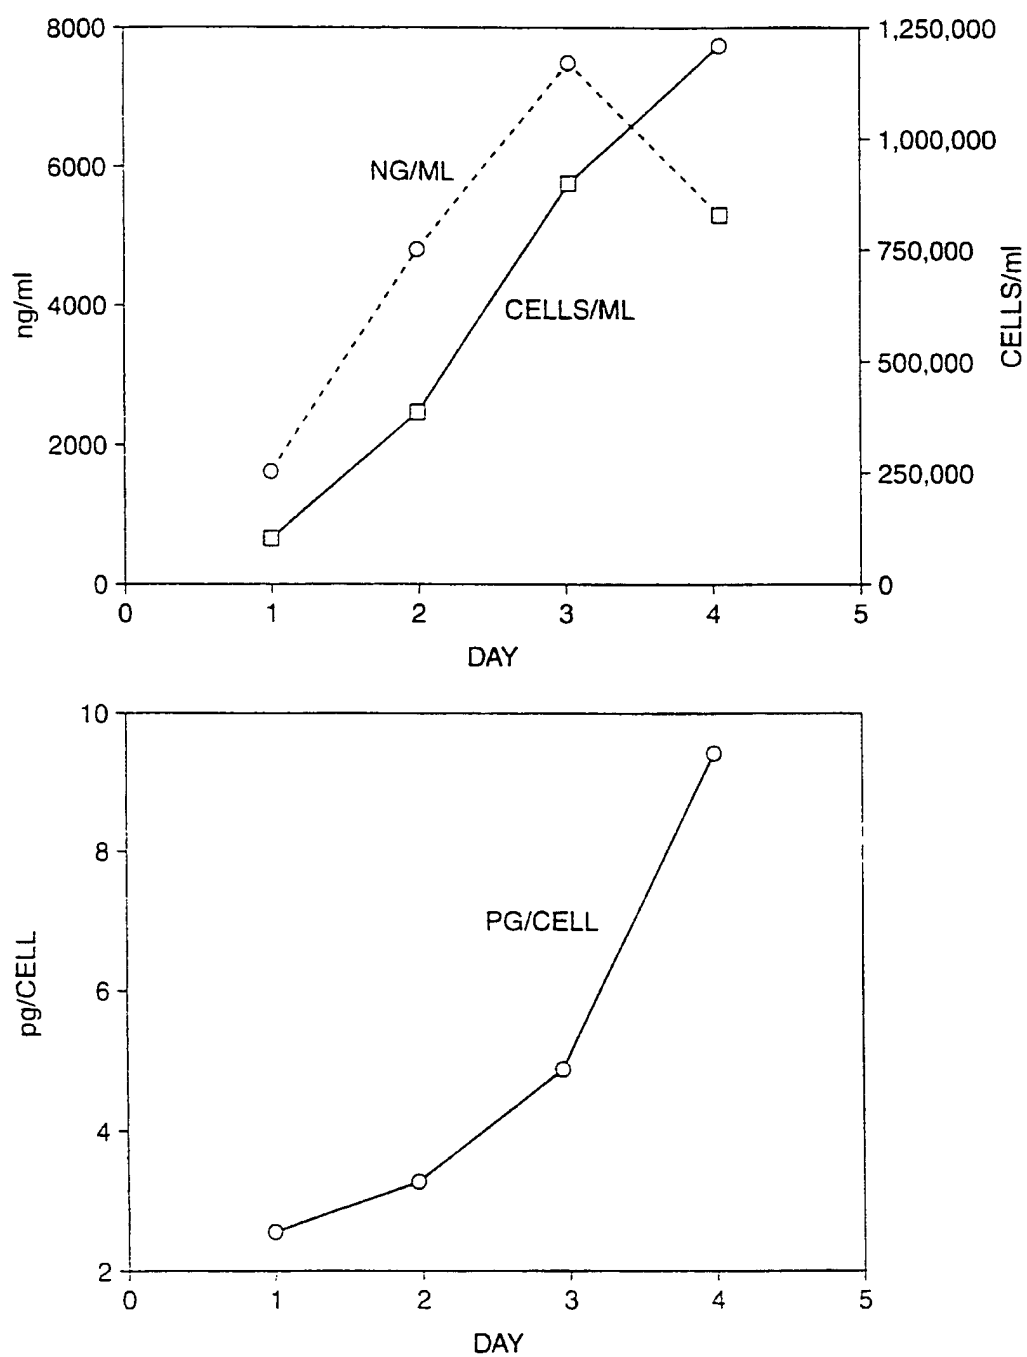 8000
6000
4000
2000
0
ng/ml
1,250,000
1,000,000
750,000
500,000
250,000
0
CELLS/ml
NG/ML
CELLS/ML
0 1 2 3 4 5
DAY
10
8
6
4
2
pg/CELL
PG/CELL
0 1 2 3 4 5
DAY